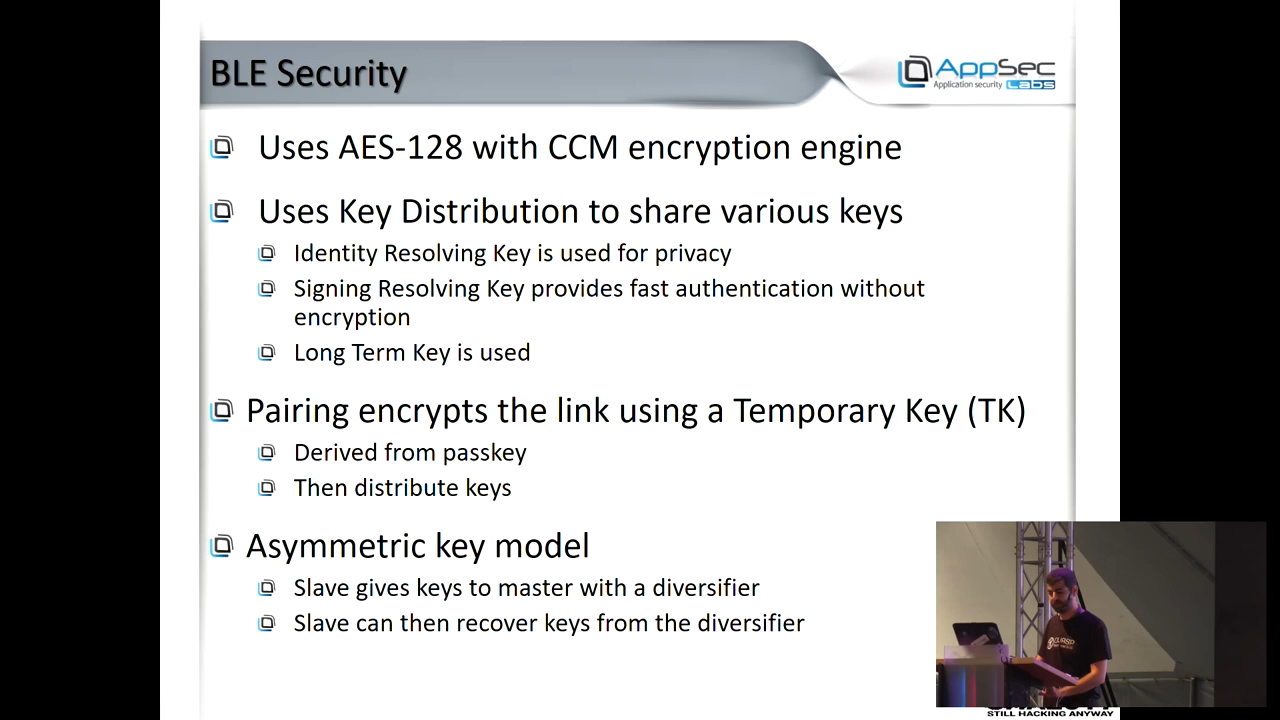 BLE Security
AppSec
Application security Labs
Uses AES-128 with CCM encryption engine
Uses Key Distribution to share various keys
Identity Resolving Key is used for privacy
Signing Resolving Key provides fast authentication without
encryption
Long Term Key is used
Pairing encrypts the link using a Temporary Key (TK)
Derived from passkey
Then distribute keys
Asymmetric key model
Slave gives keys to master with a diversifier
Slave can then recover keys from the diversifier
OWASP
STILL HACKING ANYWAY